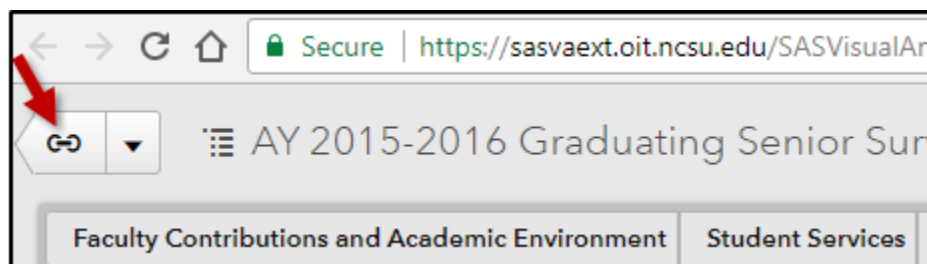 Secure | https://sasvaext.oit.ncsu.edu/SASVisualAn
AY 2015-2016 Graduating Senior Sur
Faculty Contributions and Academic Environment Student Services